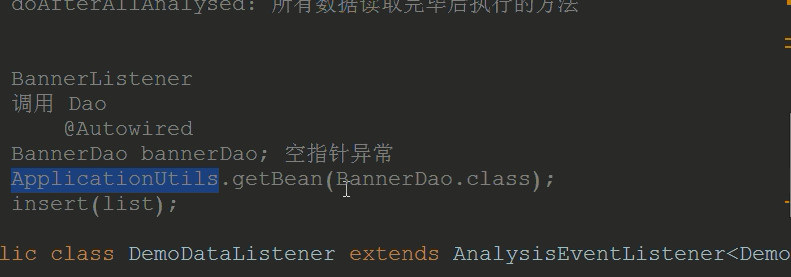 doAfterAllAnalysed: 所有数据读取完毕后执行的方法
BannerListener
调用 Dao
@Autowired
BannerDao bannerDao; 空指针异常
ApplicationUtils.getBean(BannerDao.class);
insert(list);
lic class DemoDataListener extends AnalysisEventListener<Demo